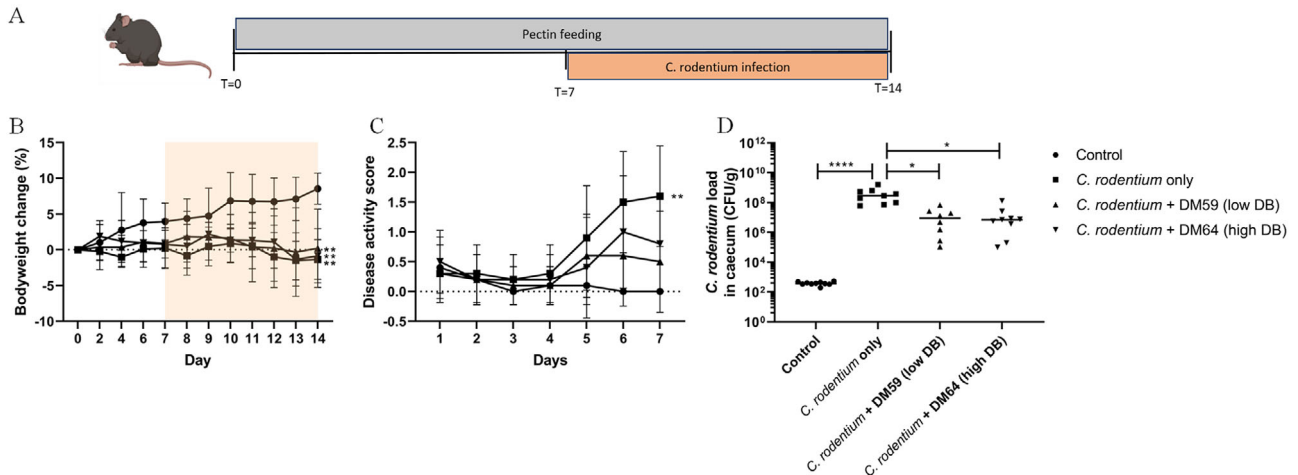 A
Pectin feeding
C. rodentium infection
T=0
T=7
T=14
B
Bodyweight change (%)
15
10
5
0
-5
-10
0 2 4 6 7 8 9 10 11 12 13 14
Day
**
**
**
C
Disease activity score
2.5
2.0
1.5
1.0
0.5
0.0
-0.5
1 2 3 4 5 6 7
Days
**
D
C. rodentium load
in caecum (CFU/g)
10¹²
10¹⁰
10⁸
10⁶
10⁴
10²
10⁰
****
*
*
Control
C. rodentium only
C. rodentium + DM59 (low DB)
C. rodentium + DM64 (high DB)
Control
C. rodentium only
C. rodentium + DM59 (low DB)
C. rodentium + DM64 (high DB)